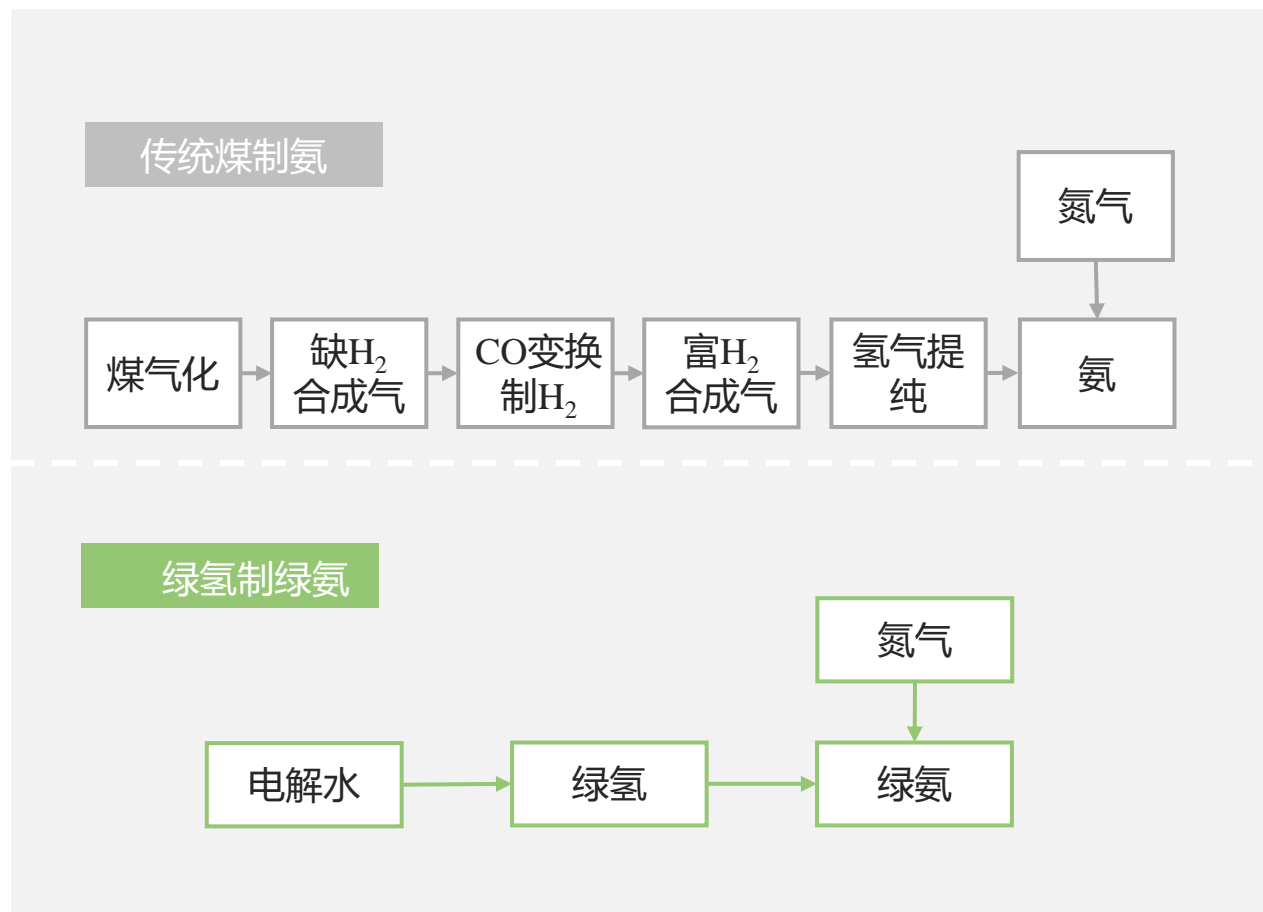 传统煤制氨
氮气
煤气化
缺H₂
合成气
CO变换
制H₂
富H₂
合成气
氢气提
纯
氨
绿氢制绿氨
氮气
电解水
绿氢
绿氨